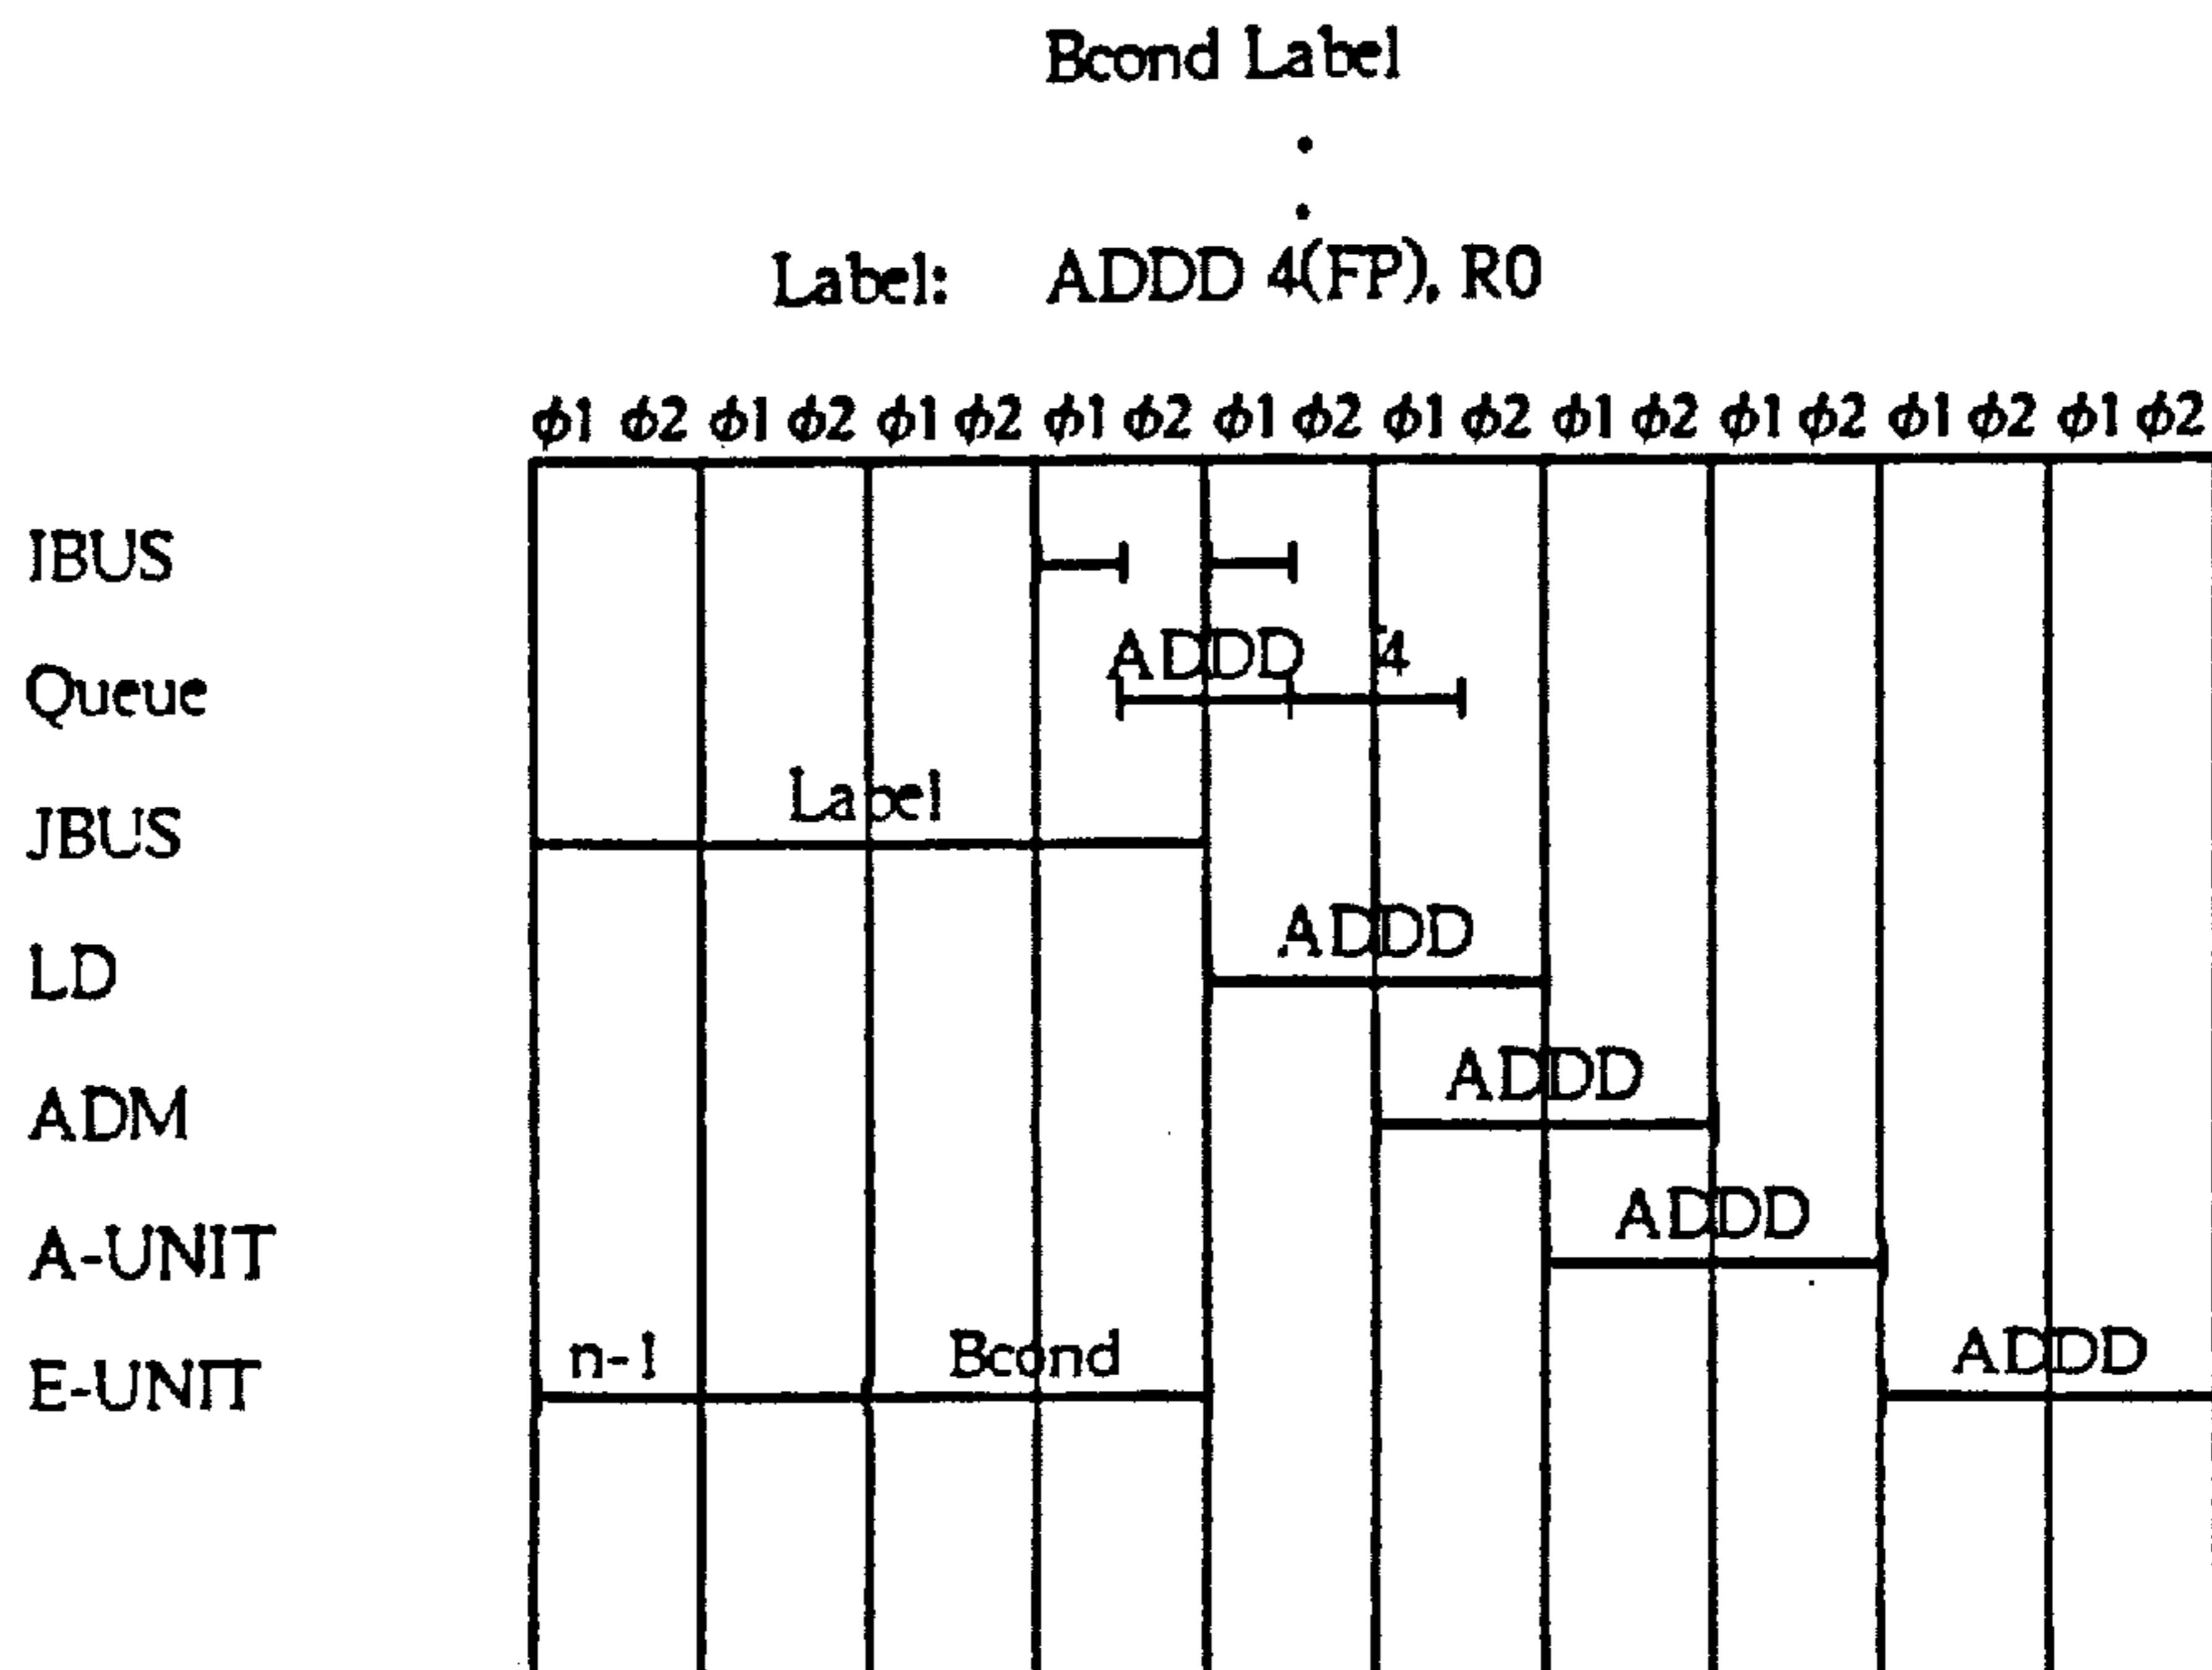 Bcond Label
.
.
Label: ADDD 4(FP), R0
ϕ1 ϕ2 ϕ1 ϕ2 ϕ1 ϕ2 ϕ1 ϕ2 ϕ1 ϕ2 ϕ1 ϕ2 ϕ1 ϕ2 ϕ1 ϕ2 ϕ1 ϕ2 ϕ1 ϕ2
IBUS
Queue ADDD 4
JBUS Label
LD ADDD
ADM ADDD
A-UNIT ADDD
E-UNIT n-1 Bcond ADDD